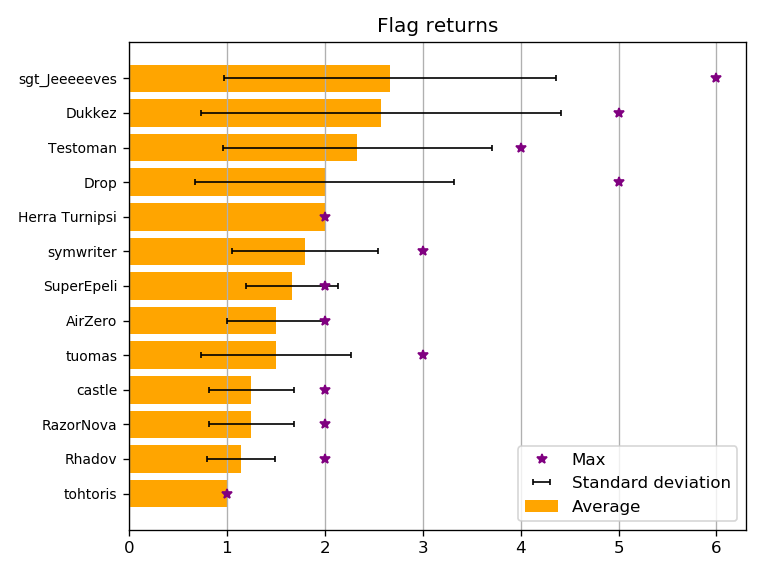 Flag returns
sgt_Jeeeeeves
Dukkez
Testoman
Drop
Herra Turnipsi
symwriter
SuperEpeli
AirZero
tuomas
castle
RazorNova
Rhadov
tohtoris
Max
Standard deviation
Average
0 1 2 3 4 5 6